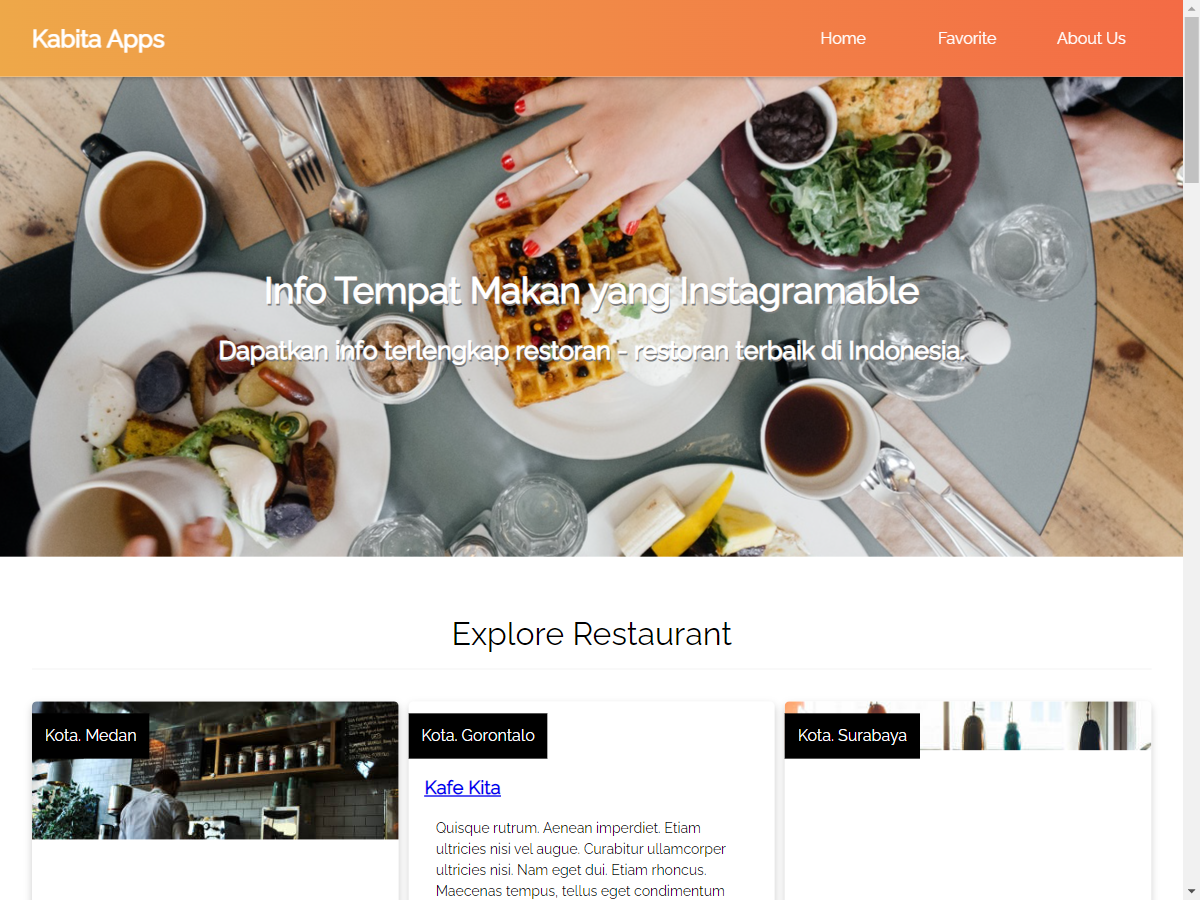 Kabita Apps
Home
Favorite
About Us
Info Tempat Makan yang Instagramable
Dapatkan info terlengkap restoran - restoran terbaik di Indonesia.
Explore Restaurant
Kota. Medan
Kota. Gorontalo
Kafe Kita
Quisque rutrum. Aenean imperdiet. Etiam
ultricies nisi vel augue. Curabitur ullamcorper
ultricies nisi. Nam eget dui. Etiam rhoncus.
Maecenas tempus, tellus eget condimentum
Kota. Surabaya